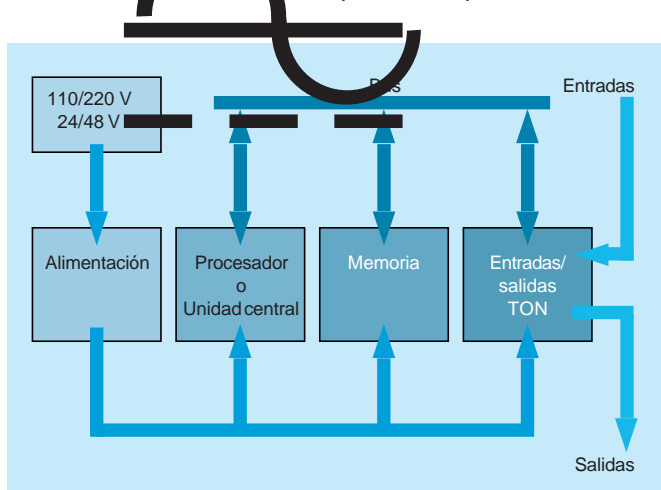 110/220 V
24/48 V
Entradas
Alimentación
Procesador
o
Unidad central
Memoria
Entradas/
salidas
TON
Salidas